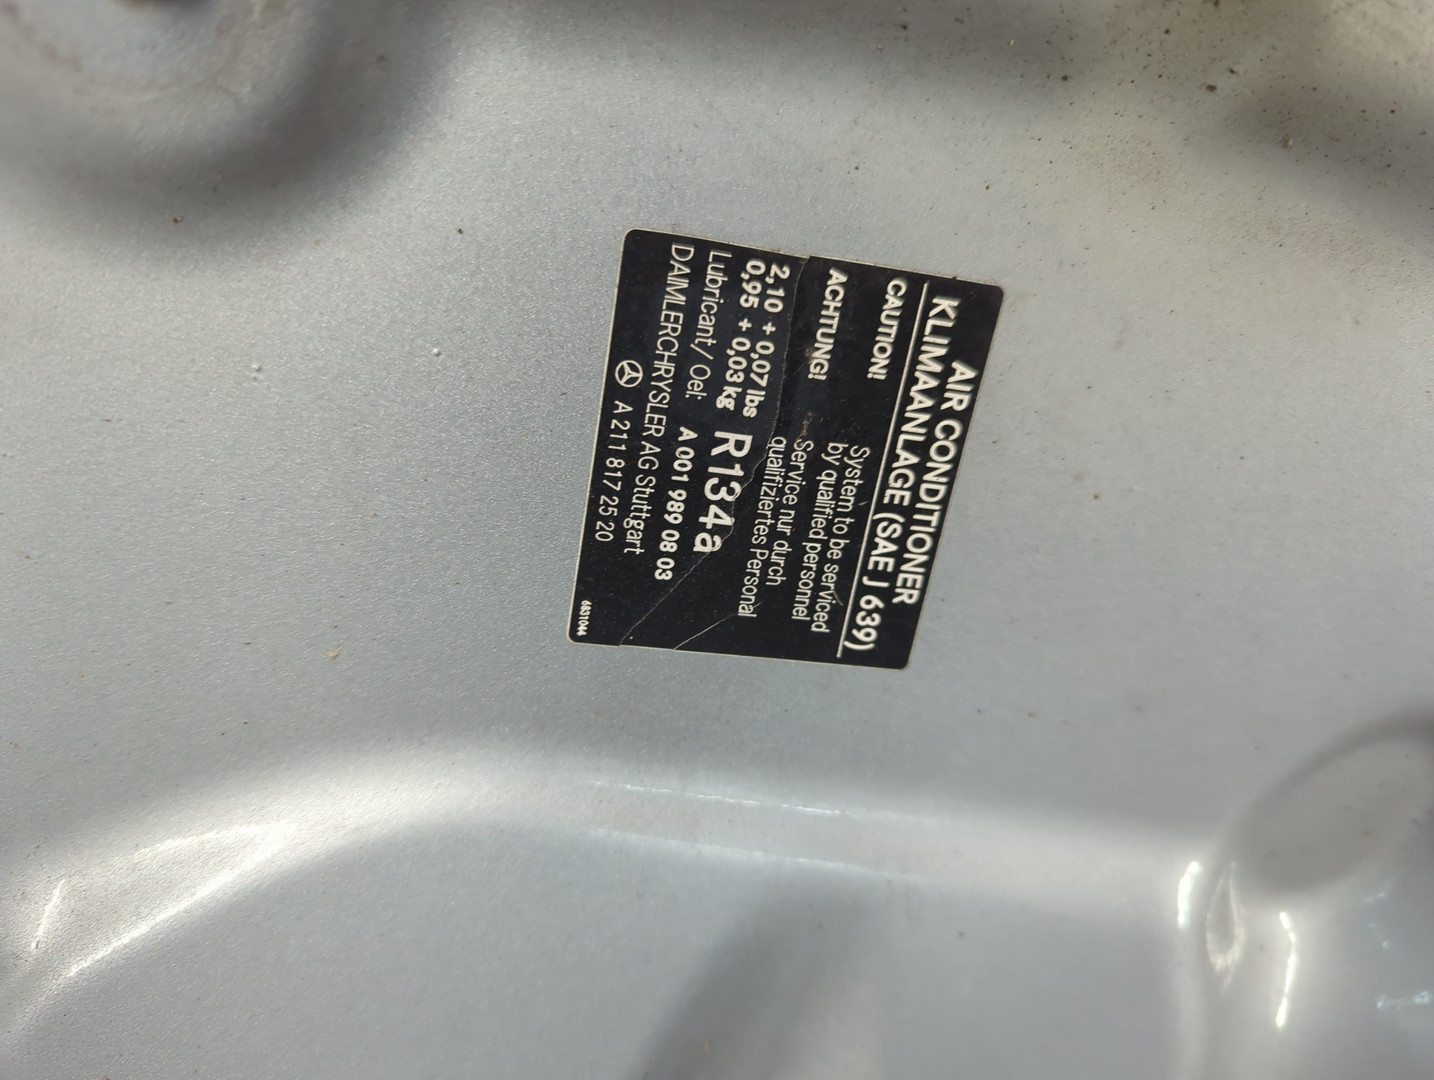 AIR CONDITIONER
KLIMAANLAGE (SAE J 639)
CAUTION! System to be serviced
by qualified personnel
ACHTUNG! Service nur durch
qualifiziertes Personal
2,10 + 0,07 lbs
0,95 + 0,03 kg R134a
Lubricant / Oel: A 001 989 08 03
DAIMLERCHRYSLER AG Stuttgart
A 211 817 25 20
6831044